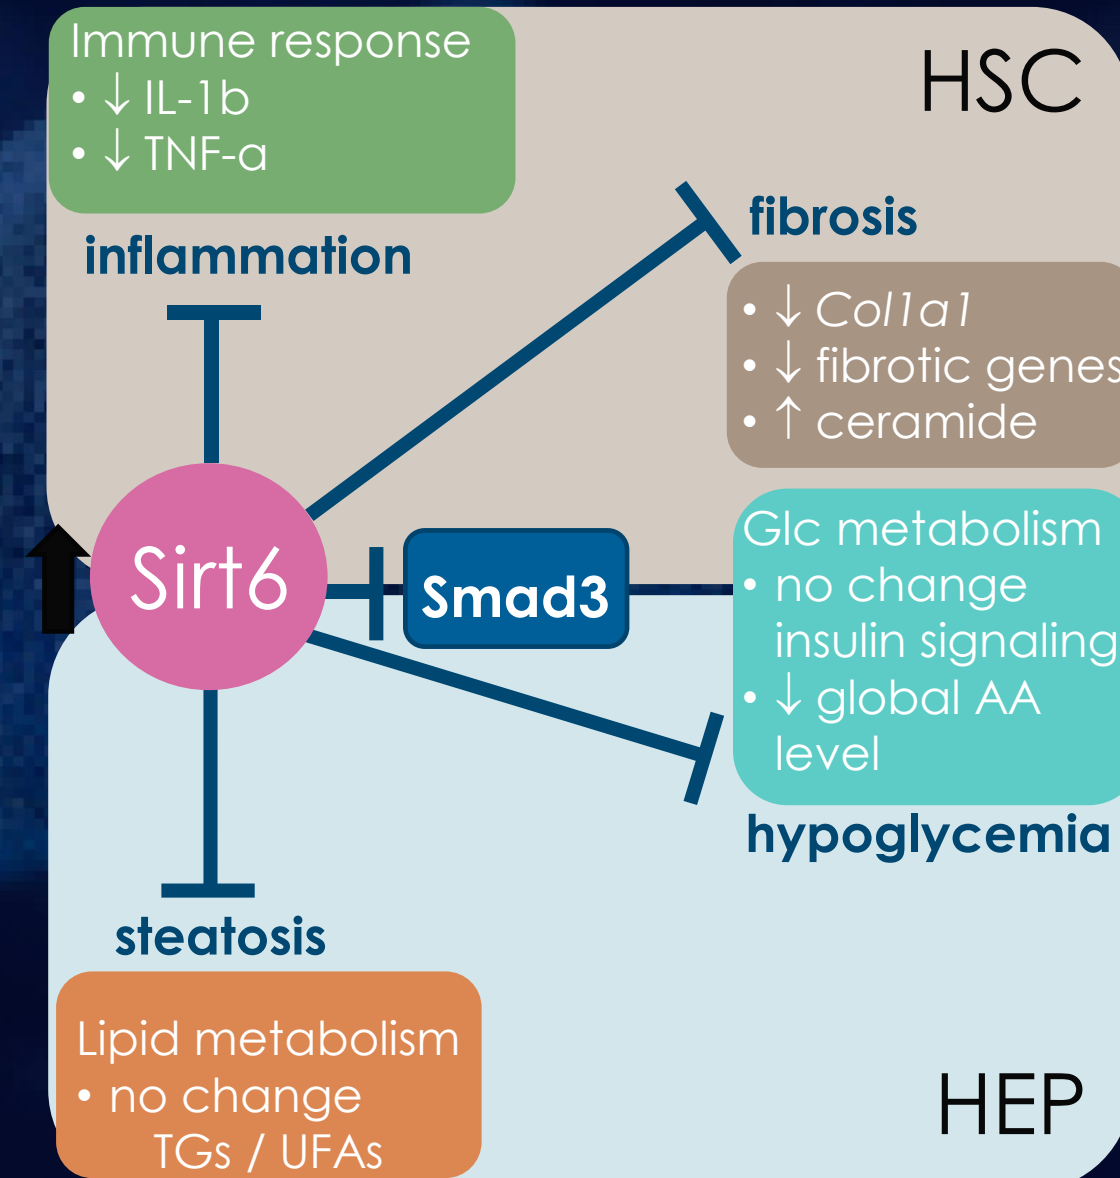 Immune response
• ↓ IL-1b
• ↓ TNF-a
HSC
inflammation
fibrosis
• ↓ Col1a1
• ↓ fibrotic genes
• ↑ ceramide
Sirt6
Smad3
Glc metabolism
• no change
insulin signaling
• ↓ global AA
level
hypoglycemia
steatosis
Lipid metabolism
• no change
TGs / UFAs
HEP